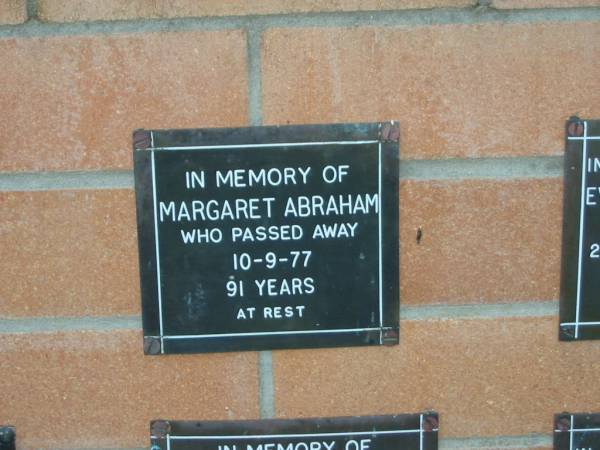 IN MEMORY OF
MARGARET ABRAHAM
WHO PASSED AWAY
10-9-77
91 YEARS
AT REST
IN MEMORY OF